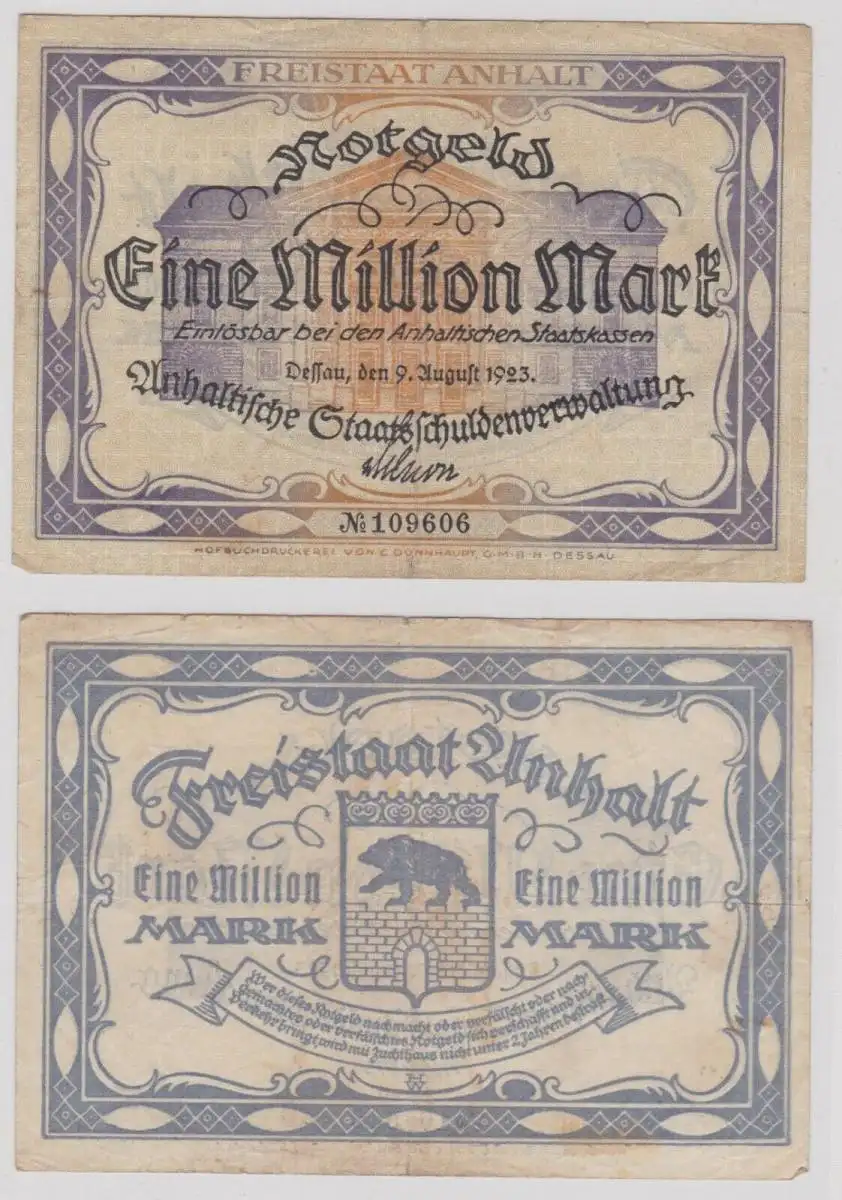 FREISTAAT ANHALT
Notgeld
Eine Million Mark
Einlösbar bei den Anhaltischen Staatskassen
Dessau, den 9. August 1923.
Anhaltische Staatsschuldenverwaltung
№ 109606
HOFBUCHDRUCKEREI VON C. DÜNNHAUPT, G·M·B·H· DESSAU
Freistaat Anhalt
Eine Million
MARK
Eine Million
MARK
Wer dieses Notgeld nachmacht oder verfälscht oder nach-
gemachtes oder verfälschtes Notgeld sich verschafft und in
Verkehr bringt, wird mit Zuchthaus nicht unter 2 Jahren bestraft.
HW